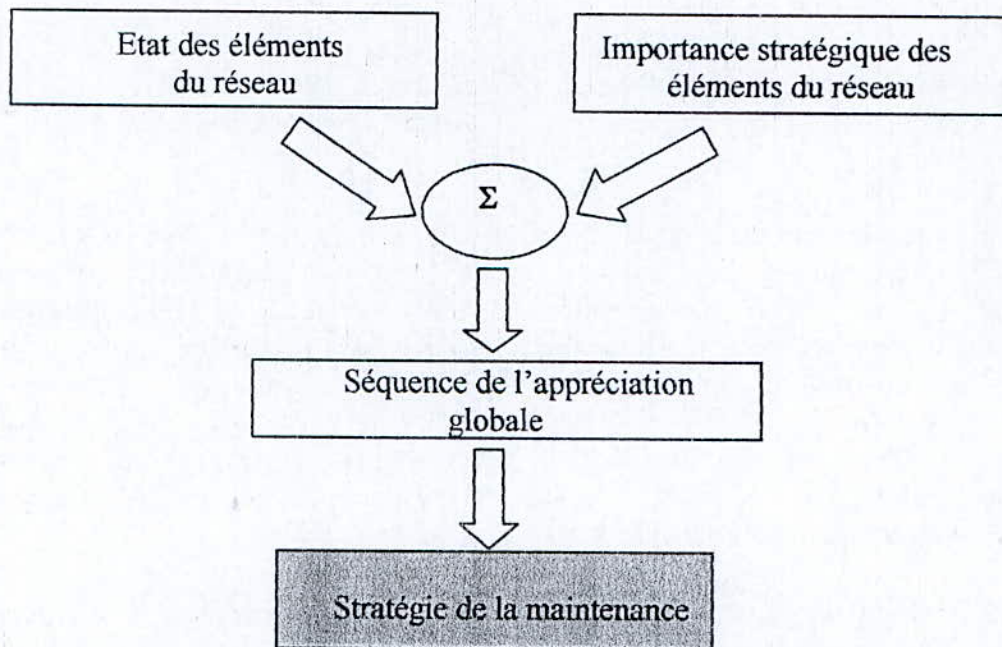 Etat des éléments
du réseau
Importance stratégique des
éléments du réseau
Σ
Séquence de l'appréciation
globale
Stratégie de la maintenance